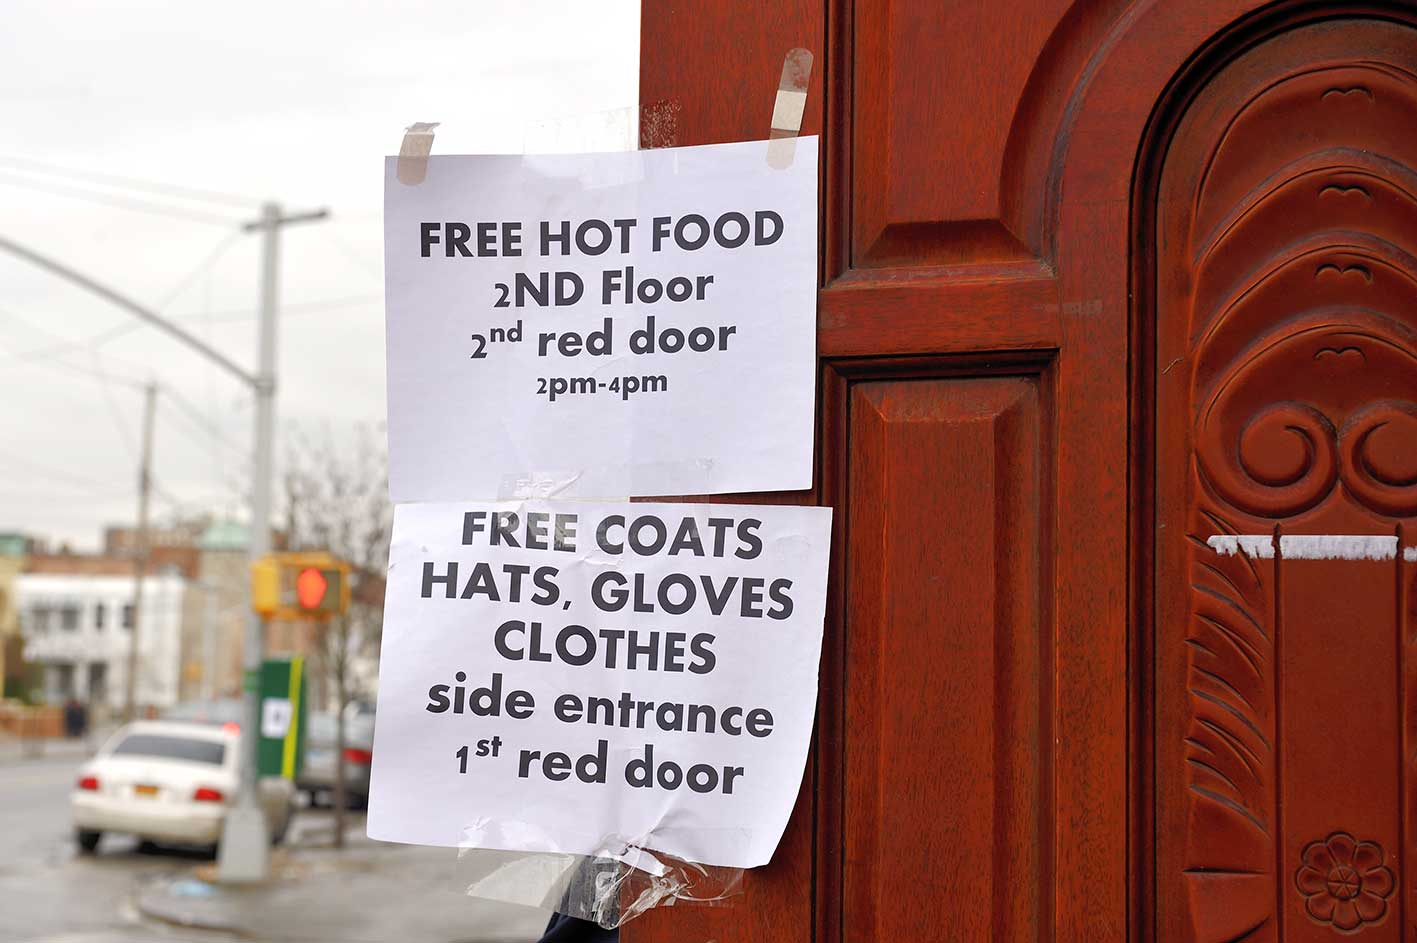 FREE HOT FOOD
2ND Floor
2nd red door
2pm-4pm
FREE COATS
HATS, GLOVES
CLOTHES
side entrance
1st red door